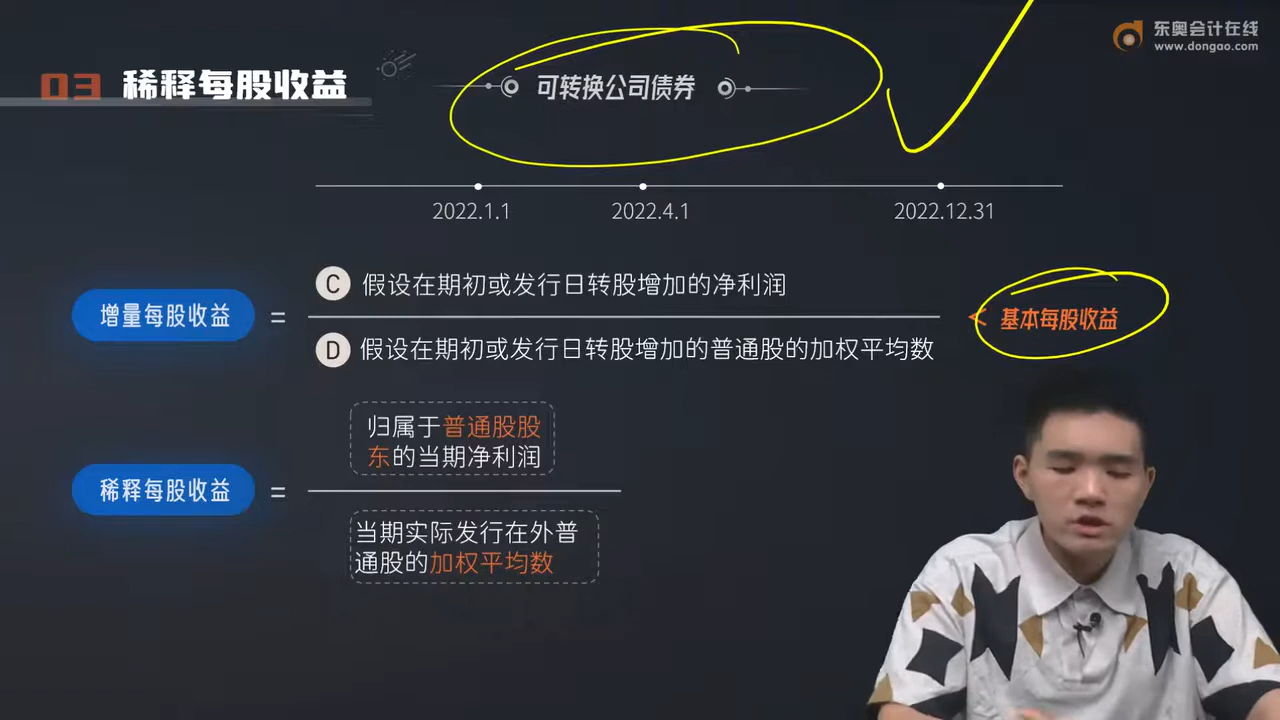 东奥会计在线
www.dongao.com
03 稀释每股收益
可转换公司债券
2022.1.1
2022.4.1
2022.12.31
增量每股收益
=
C 假设在期初或发行日转股增加的净利润
D 假设在期初或发行日转股增加的普通股的加权平均数
< 基本每股收益
稀释每股收益
=
归属于普通股股
东的当期净利润
当期实际发行在外普
通股的加权平均数